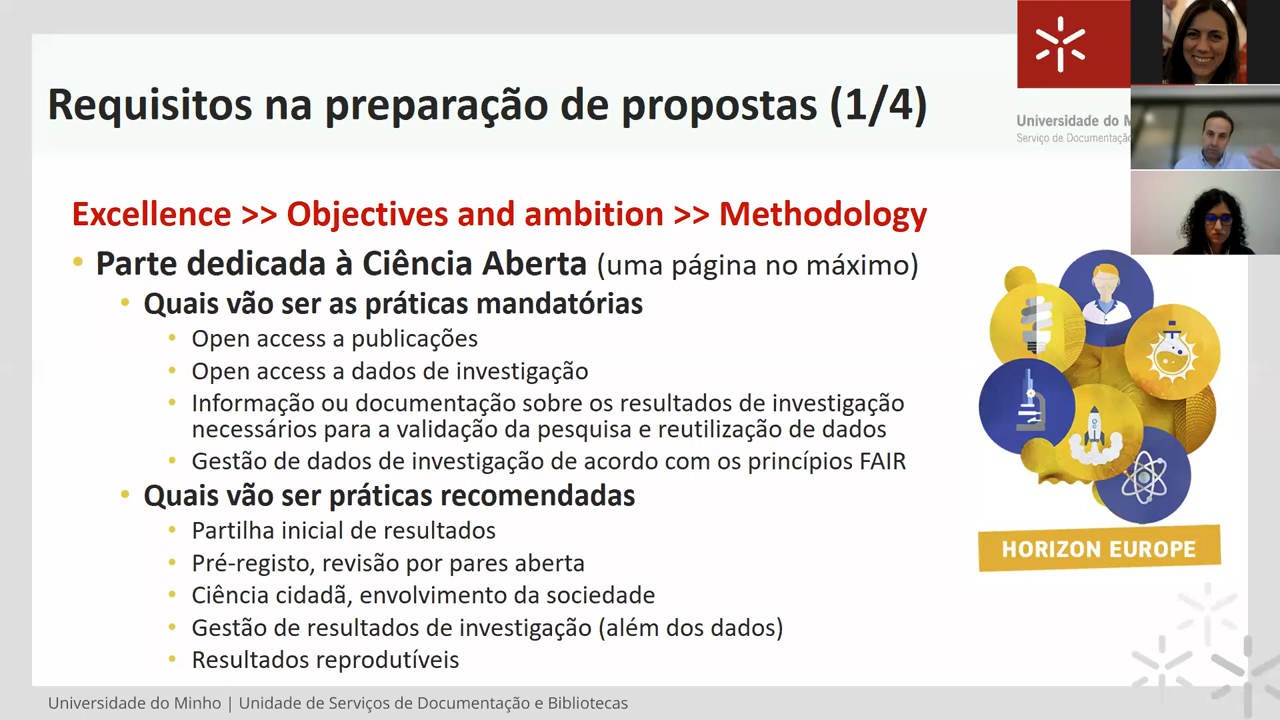 Requisitos na preparação de propostas (1/4)
Universidade do
Serviço de Documentação
Excellence >> Objectives and ambition >> Methodology
• Parte dedicada à Ciência Aberta (uma página no máximo)
• Quais vão ser as práticas mandatórias
• Open access a publicações
• Open access a dados de investigação
• Informação ou documentação sobre os resultados de investigação
necessários para a validação da pesquisa e reutilização de dados
• Gestão de dados de investigação de acordo com os princípios FAIR
• Quais vão ser práticas recomendadas
• Partilha inicial de resultados
• Pré-registo, revisão por pares aberta
• Ciência cidadã, envolvimento da sociedade
• Gestão de resultados de investigação (além dos dados)
• Resultados reprodutíveis
HORIZON EUROPE
Universidade do Minho | Unidade de Serviços de Documentação e Bibliotecas